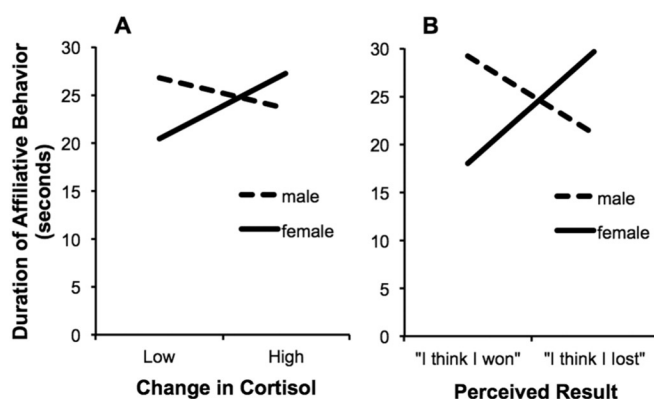 A
B
Duration of Affiliative Behavior
(seconds)
30
25
20
15
10
5
0
male
female
Low
High
Change in Cortisol
30
25
20
15
10
5
0
male
female
"I think I won"
"I think I lost"
Perceived Result